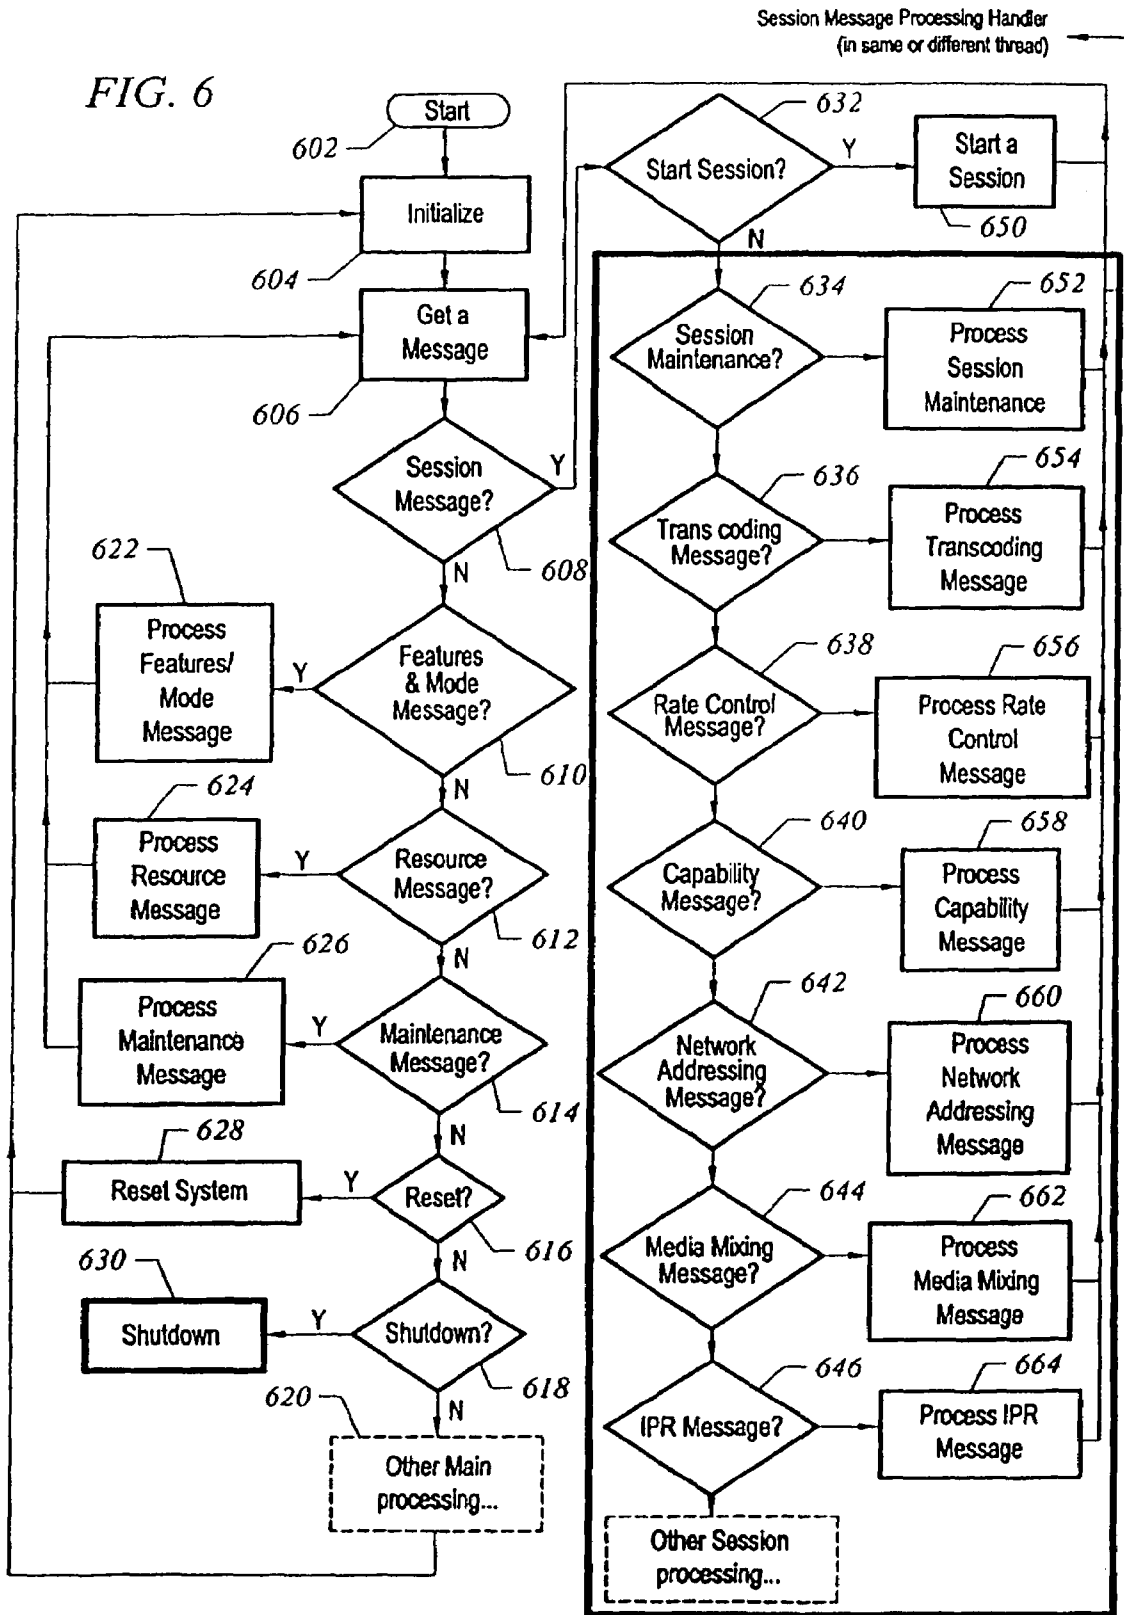 Session Message Processing Handler
(in same or different thread)
FIG. 6
Start
602
Initialize
604
Get a
Message
606
Session
Message?
Y
N
608
622
Process
Features/
Mode
Message
Y
Features
& Mode
Message?
610
N
624
Process
Resource
Message
Y
Resource
Message?
612
N
626
Process
Maintenance
Message
Y
Maintenance
Message?
614
N
628
Reset System
Y
Reset?
616
N
630
Shutdown
Y
Shutdown?
618
N
620
Other Main
processing...
632
Start Session?
Y
Start a
Session
650
N
634
Session
Maintenance?
652
Process
Session
Maintenance
636
Trans coding
Message?
654
Process
Transcoding
Message
638
Rate Control
Message?
656
Process Rate
Control
Message
640
Capability
Message?
658
Process
Capability
Message
642
Network
Addressing
Message?
660
Process
Network
Addressing
Message
644
Media Mixing
Message?
662
Process
Media Mixing
Message
646
IPR Message?
664
Process IPR
Message
Other Session
processing...